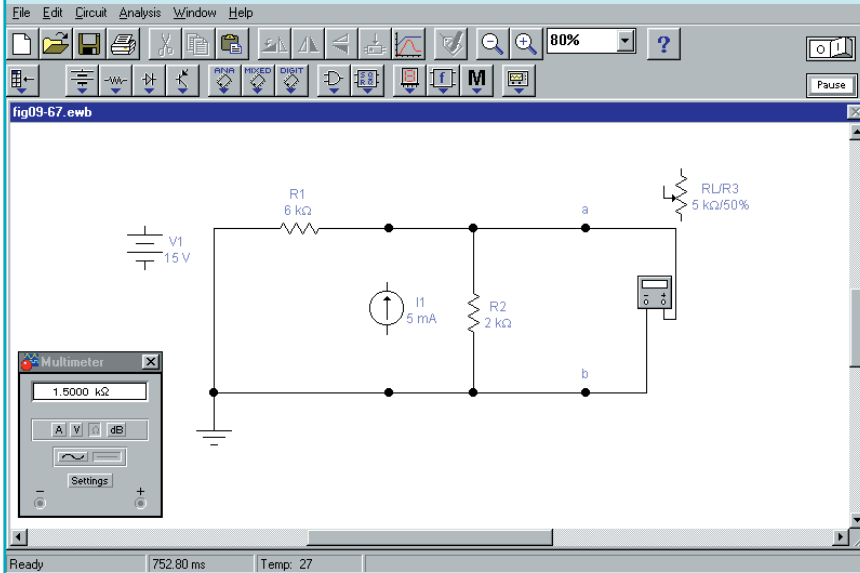 File Edit Circuit Analysis Window Help
80%
?
ANA MIXED DIGIT
f M
Pause
fig09-67.ewb
R1
6 kΩ
RL/R3
5 kΩ/50%
a
V1
15 V
I1
5 mA
R2
2 kΩ
Multimeter
1.5000 kΩ
b
A V Ω dB
Settings
− +
Ready 752.80 ms Temp: 27